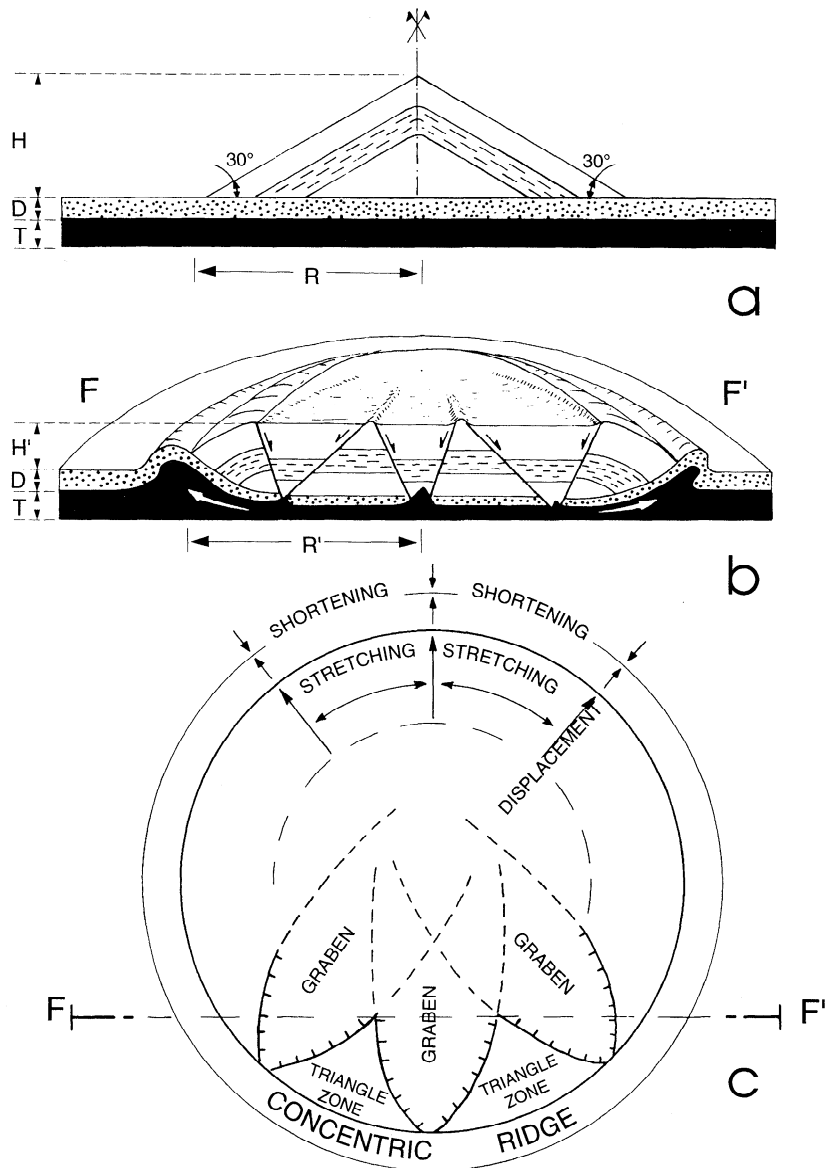 H
30°
30°
D
T
R
a
F
F'
H'
D
T
R'
b
SHORTENING
SHORTENING
STRETCHING
STRETCHING
DISPLACEMENT
GRABEN
GRABEN
GRABEN
F
F'
TRIANGLE
ZONE
TRIANGLE
ZONE
c
CONCENTRIC RIDGE